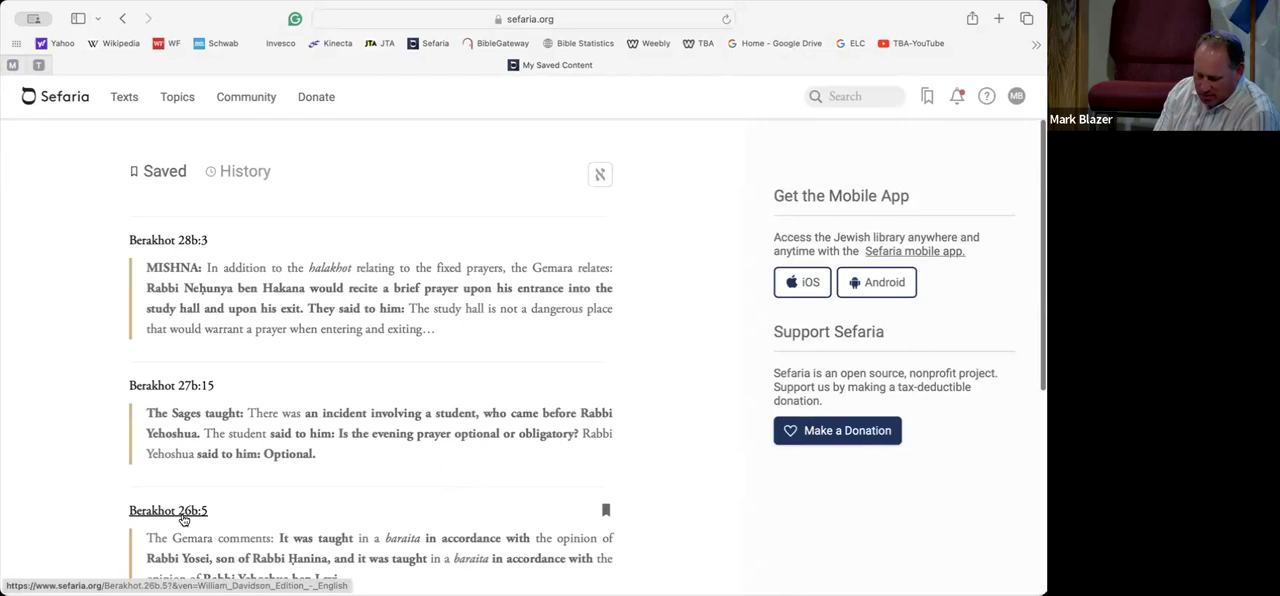 sefaria.org
Yahoo Wikipedia WF Schwab Invesco Kinecta JTA JTA Sefaria BibleGateway Bible Statistics Weebly TBA Home - Google Drive ELC TBA-YouTube
M T My Saved Content
Sefaria Texts Topics Community Donate Search MB
Mark Blazer
Saved History א
Berakhot 28b:3
MISHNA: In addition to the halakhot relating to the fixed prayers, the Gemara relates:
Rabbi Neḥunya ben Hakana would recite a brief prayer upon his entrance into the
study hall and upon his exit. They said to him: The study hall is not a dangerous place
that would warrant a prayer when entering and exiting…
Berakhot 27b:15
The Sages taught: There was an incident involving a student, who came before Rabbi
Yehoshua. The student said to him: Is the evening prayer optional or obligatory? Rabbi
Yehoshua said to him: Optional.
Berakhot 26b:5
The Gemara comments: It was taught in a baraita in accordance with the opinion of
Rabbi Yosei, son of Rabbi Ḥanina, and it was taught in a baraita in accordance with the
opinion of Rabbi Yehoshua ben Levi.
https://www.sefaria.org/Berakhot.26b.5?&ven=William_Davidson_Edition_-_English
Get the Mobile App
Access the Jewish library anywhere and
anytime with the Sefaria mobile app.
iOS Android
Support Sefaria
Sefaria is an open source, nonprofit project.
Support us by making a tax-deductible
donation.
Make a Donation